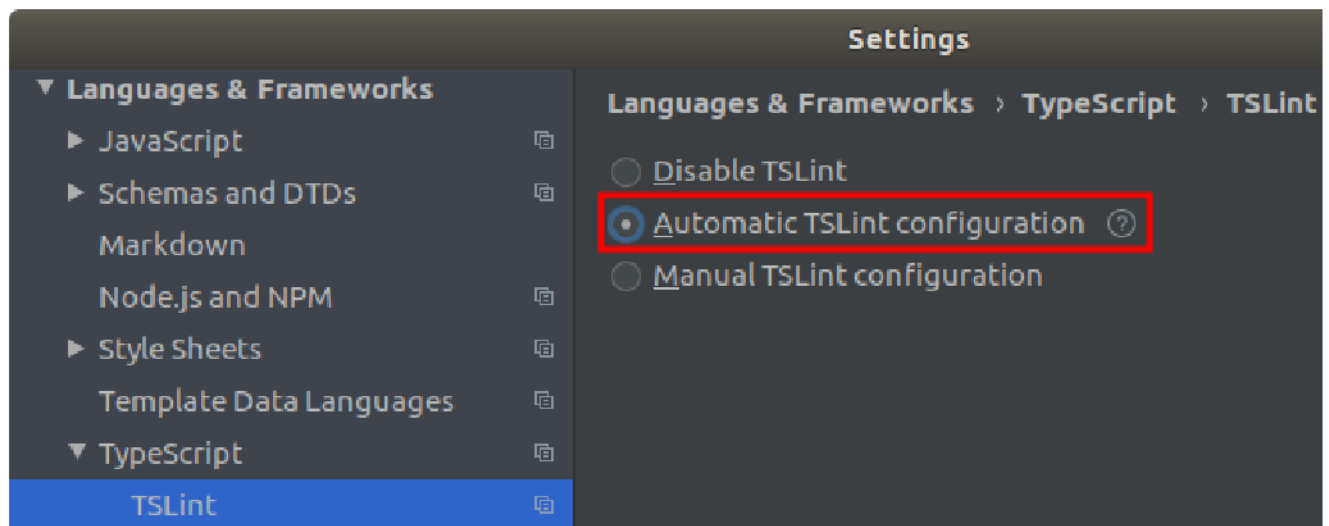 Settings
Languages & Frameworks
JavaScript
Schemas and DTDs
Markdown
Node.js and NPM
Style Sheets
Template Data Languages
TypeScript
TSLint
Languages & Frameworks › TypeScript › TSLint
Disable TSLint
Automatic TSLint configuration ?
Manual TSLint configuration